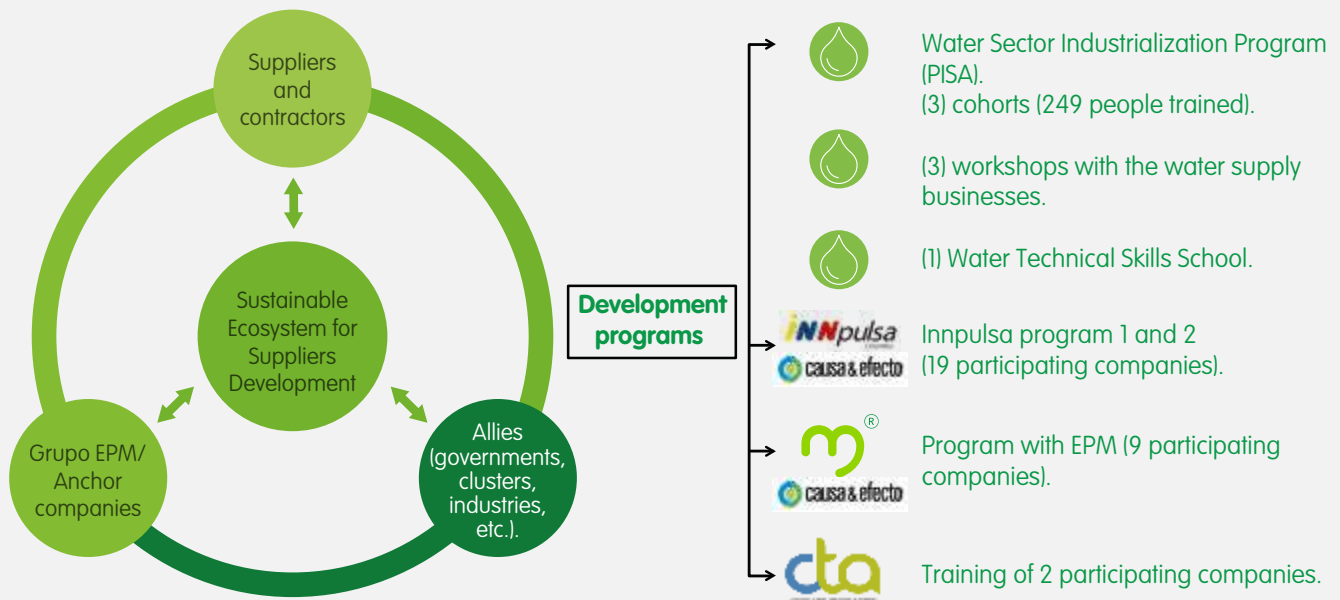 Suppliers
and
contractors
Sustainable
Ecosystem for
Suppliers
Development
Grupo EPM/
Anchor
companies
Allies
(governments,
clusters,
industries,
etc.).
Development
programs
Water Sector Industrialization Program
(PISA).
(3) cohorts (249 people trained).
(3) workshops with the water supply
businesses.
(1) Water Technical Skills School.
iNNpulsa
causa & efecto
Innpulsa program 1 and 2
(19 participating companies).
m®
causa & efecto
Program with EPM (9 participating
companies).
cta
Training of 2 participating companies.